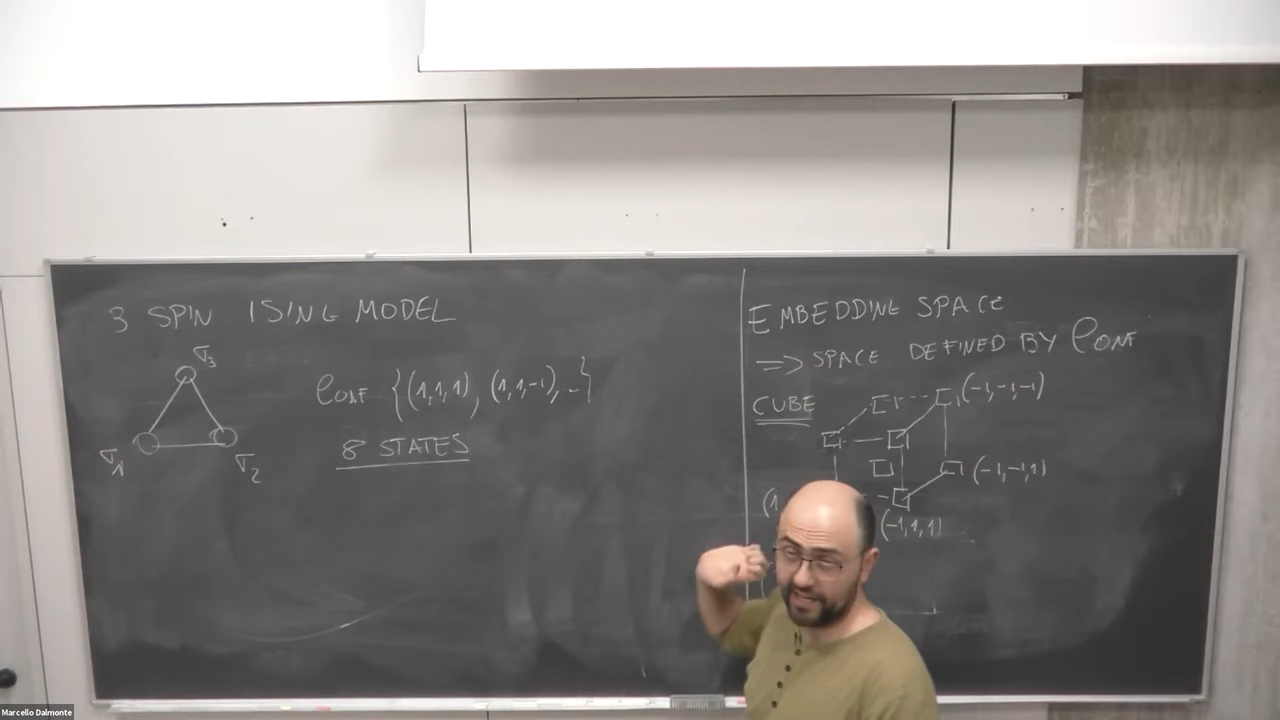 3 SPIN ISING MODEL
σ3
σ1
σ2
Conf {(1,1,1), (1,1,-1), ...}
8 STATES
EMBEDDING SPACE
=> SPACE DEFINED BY Conf
CUBE
(-1,-1,-1)
(-1,-1,1)
(1
(-1,1,1)
Marcello Dalmonte